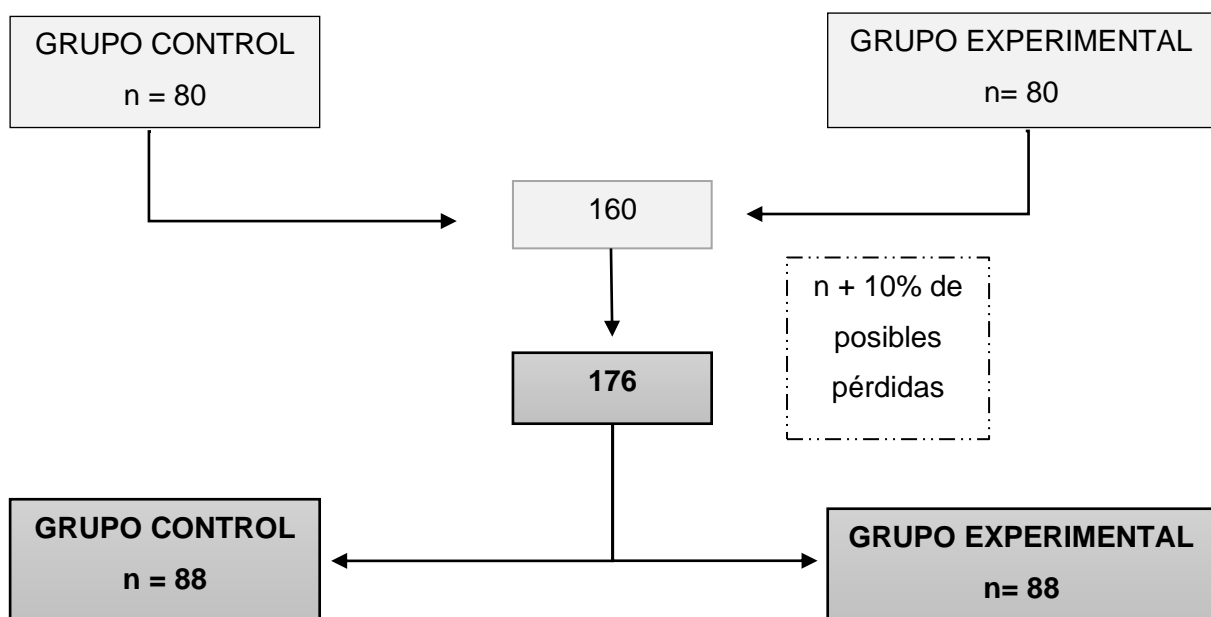 GRUPO CONTROL
n = 80
GRUPO EXPERIMENTAL
n= 80
160
n + 10% de
posibles
pérdidas
176
GRUPO CONTROL
n = 88
GRUPO EXPERIMENTAL
n= 88